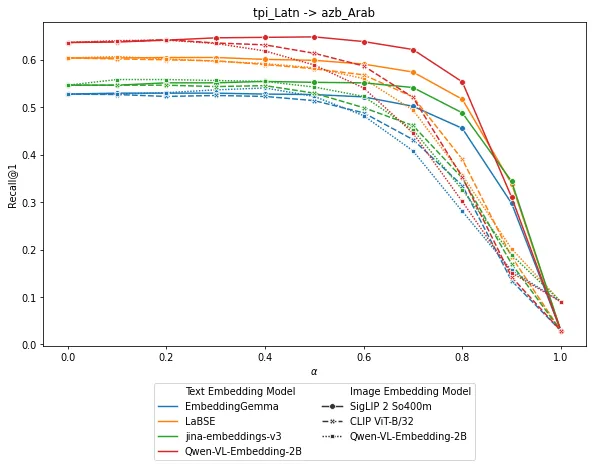 tpi_Latn -> azb_Arab
Recall@1
0.6
0.5
0.4
0.3
0.2
0.1
0.0
0.0 0.2 0.4 0.6 0.8 1.0
α
Text Embedding Model
EmbeddingGemma
LaBSE
jina-embeddings-v3
Qwen-VL-Embedding-2B
Image Embedding Model
SigLIP 2 So400m
CLIP ViT-B/32
Qwen-VL-Embedding-2B